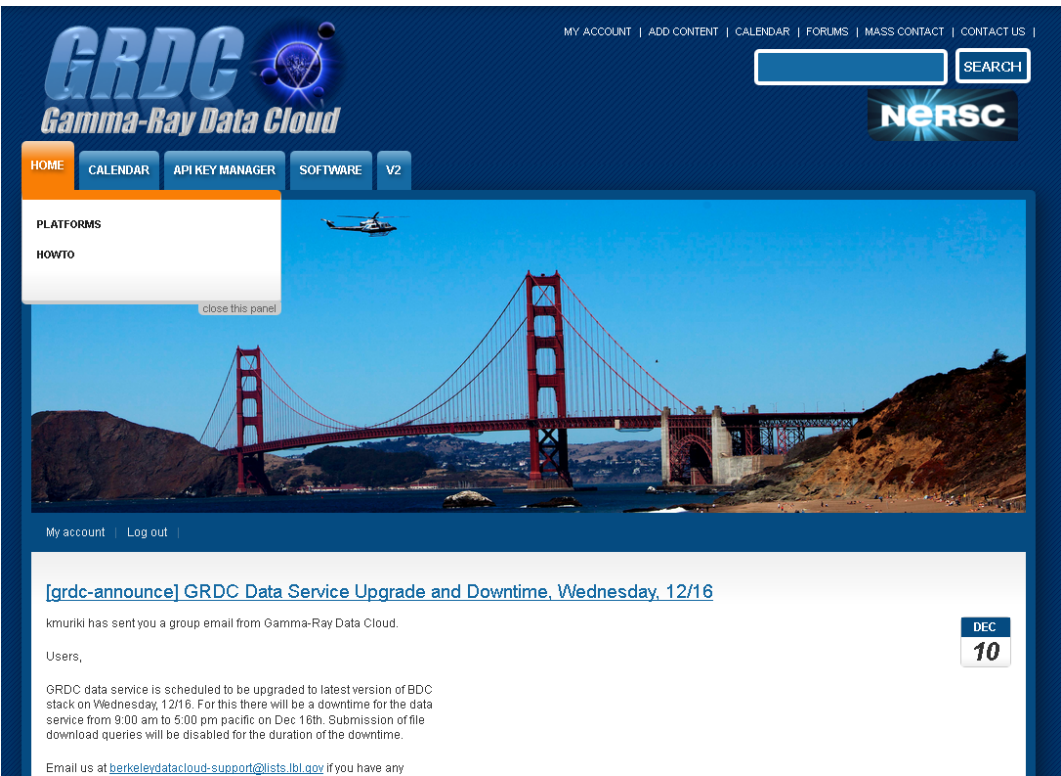 GRDC
Gamma-Ray Data Cloud
MY ACCOUNT | ADD CONTENT | CALENDAR | FORUMS | MASS CONTACT | CONTACT US |
SEARCH
NERSC
HOME
CALENDAR
API KEY MANAGER
SOFTWARE
V2
PLATFORMS
HOWTO
close this panel
My account | Log out |
[grdc-announce] GRDC Data Service Upgrade and Downtime, Wednesday, 12/16
kmuriki has sent you a group email from Gamma-Ray Data Cloud.
DEC
10
Users,
GRDC data service is scheduled to be upgraded to latest version of BDC
stack on Wednesday, 12/16. For this there will be a downtime for the data
service from 9:00 am to 5:00 pm pacific on Dec 16th. Submission of file
download queries will be disabled for the duration of the downtime.
Email us at berkeleydatacloud-support@lists.lbl.gov if you have any